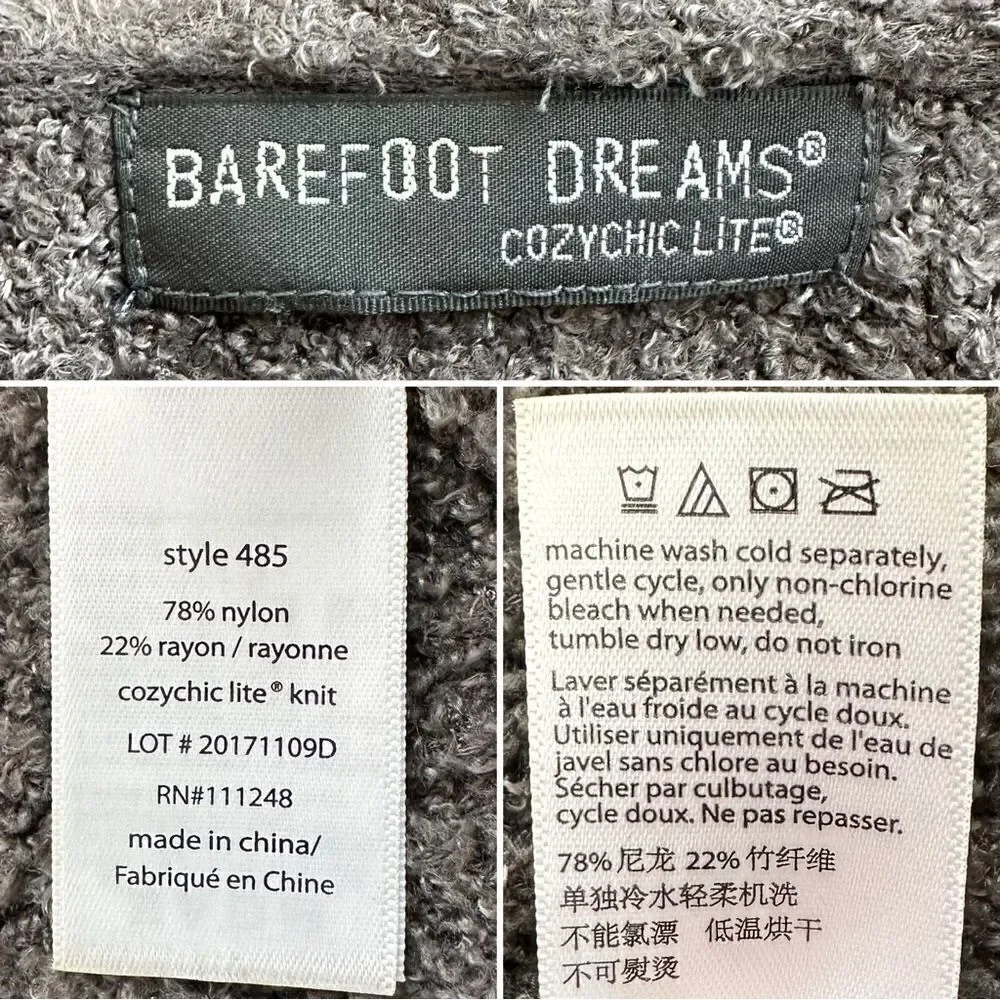 BAREFOOT DREAMS®
COZYCHIC LiTE®
style 485
78% nylon
22% rayon / rayonne
cozychic lite® knit
LOT # 20171109D
RN#111248
made in china/
Fabriqué en Chine
machine wash cold separately,
gentle cycle, only non-chlorine
bleach when needed,
tumble dry low, do not iron
Laver séparément à la machine
à l'eau froide au cycle doux.
Utiliser uniquement de l'eau de
javel sans chlore au besoin.
Sécher par culbutage,
cycle doux. Ne pas repasser.
78% 尼龙 22% 竹纤维
单独冷水轻柔机洗
不能氯漂 低温烘干
不可熨烫